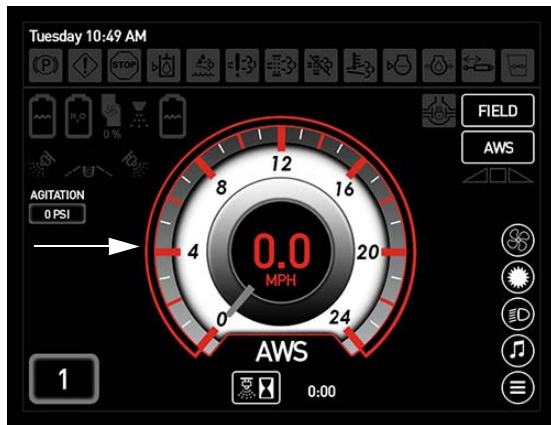 Tuesday 10:49 AM
(P) STOP
H₂O
0 %
FIELD
AWS
AGITATION
0 PSI
12
8 16
4 20
0.0
MPH
0 24
AWS
0:00
1